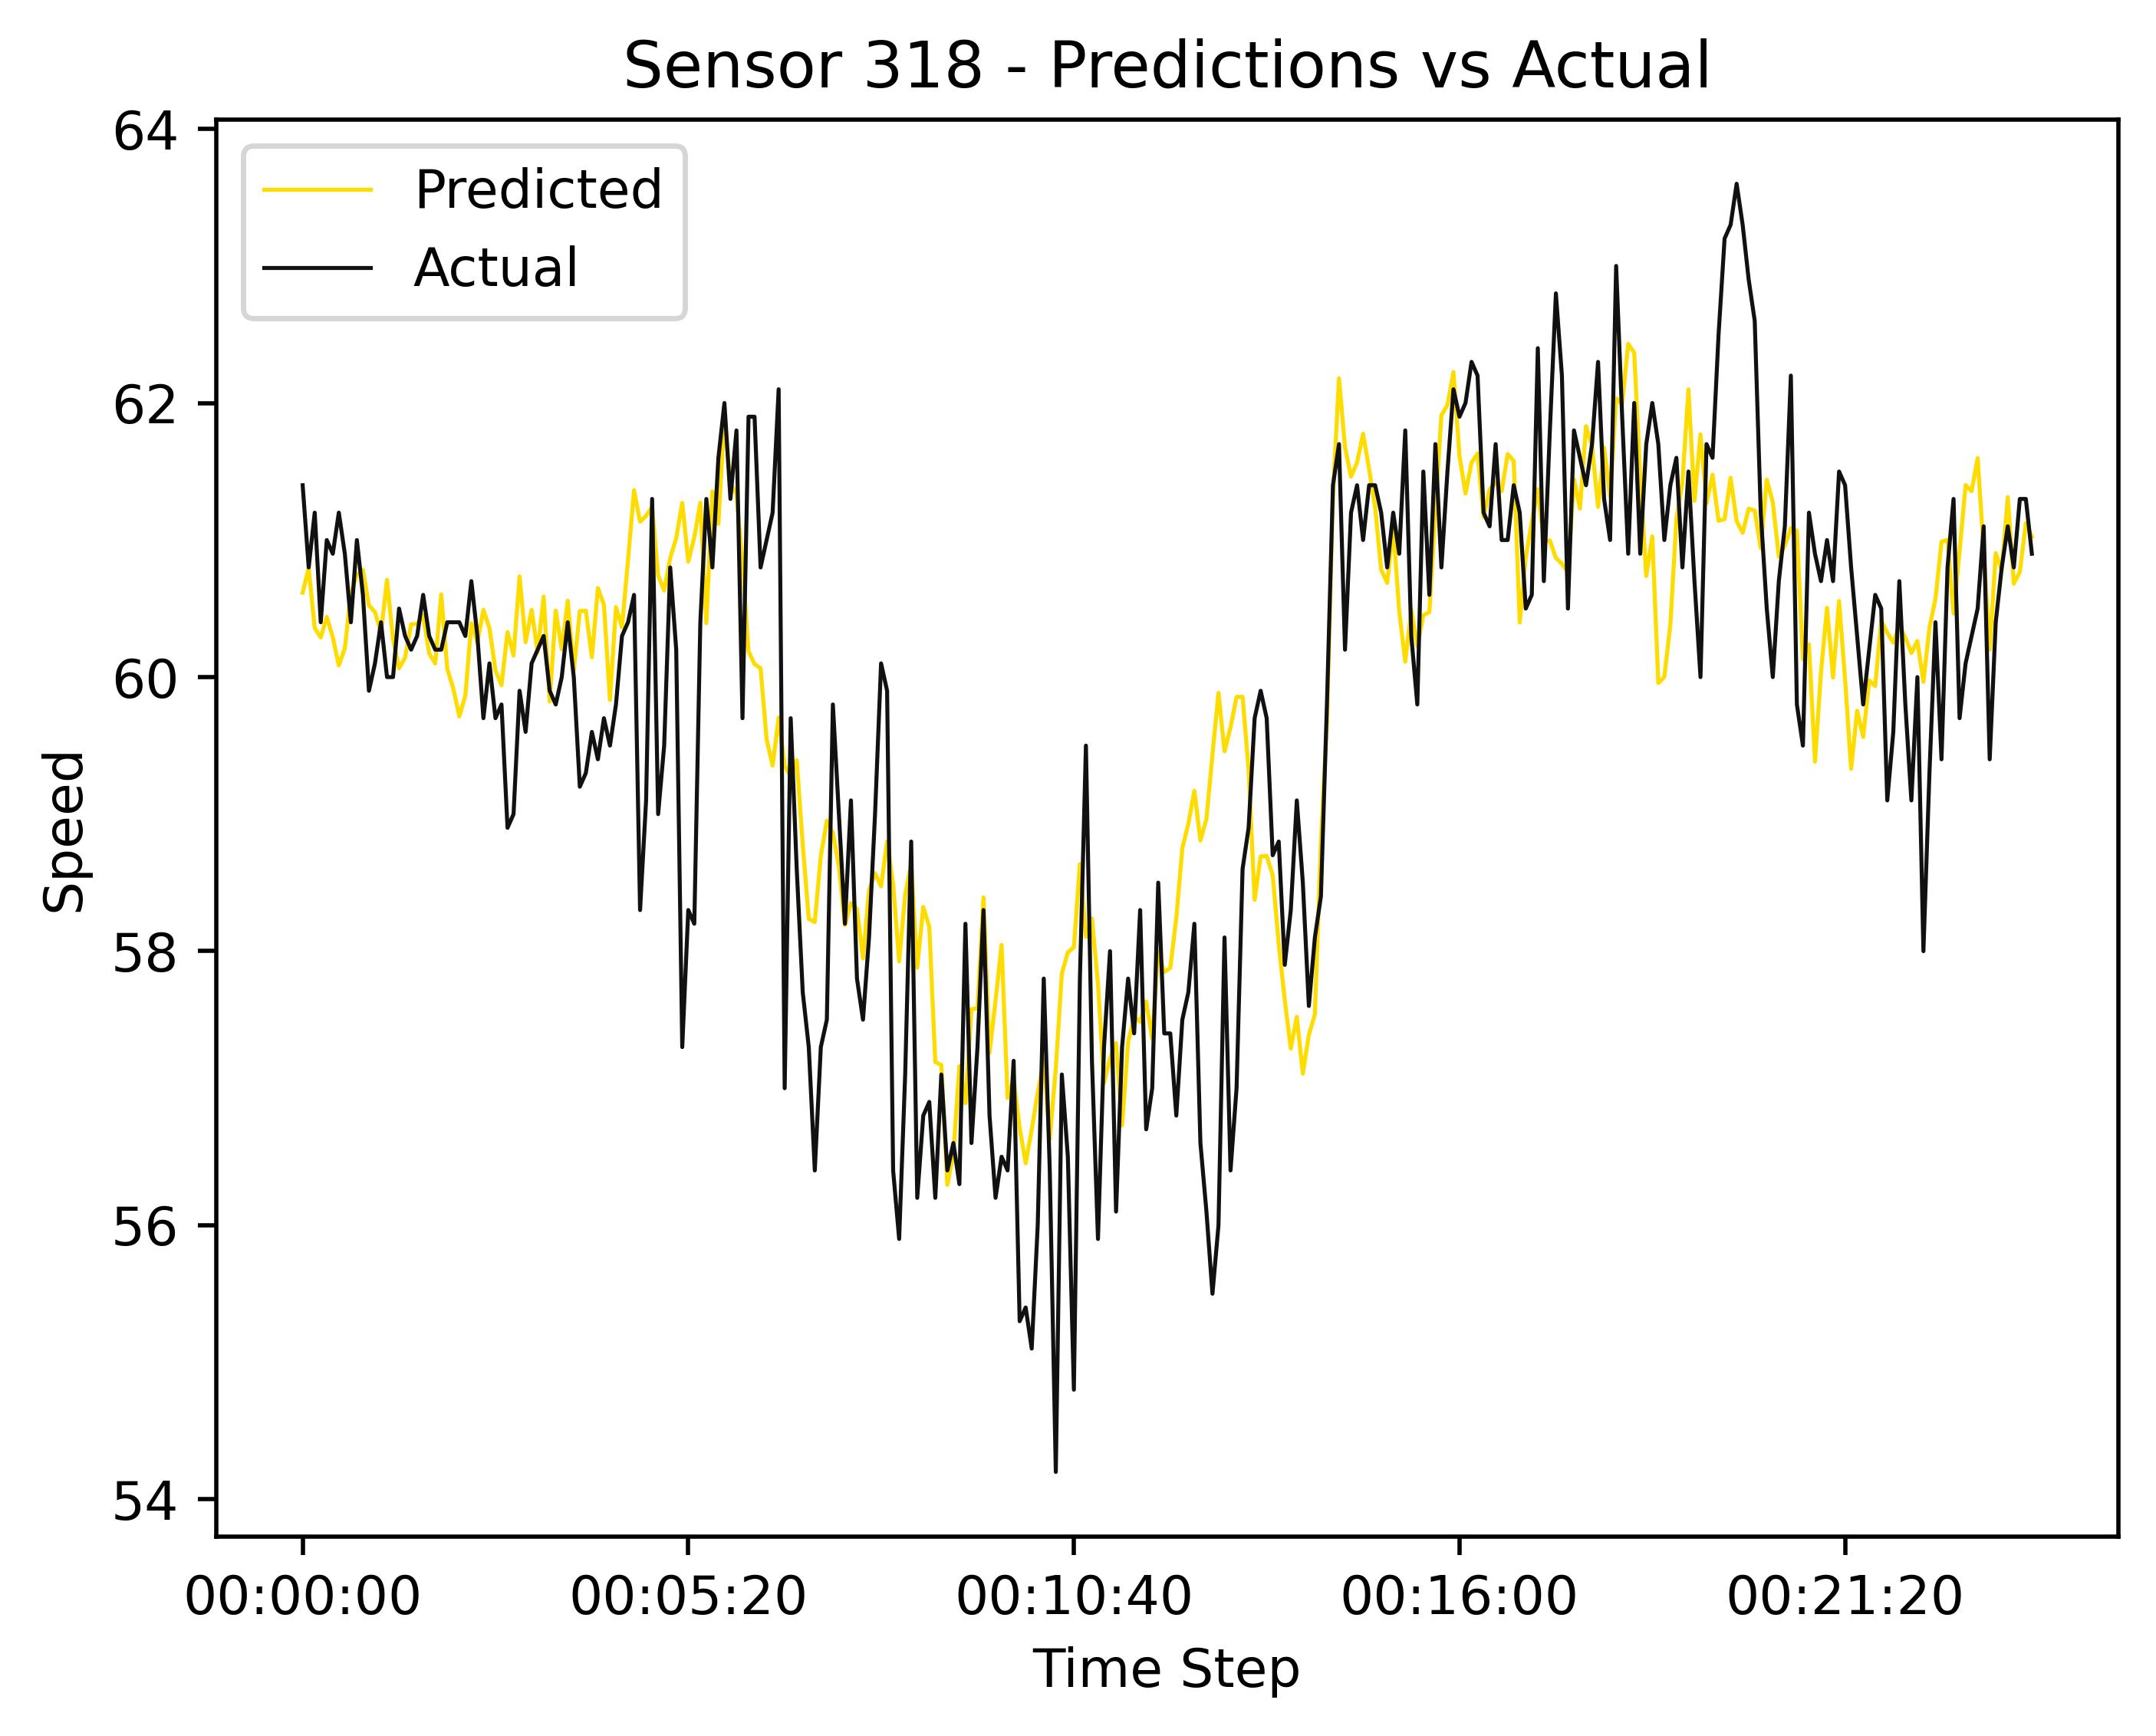 Sensor 318 - Predictions vs Actual
Predicted
Actual
64
62
60
58
56
54
Speed
00:00:00 00:05:20 00:10:40 00:16:00 00:21:20
Time Step